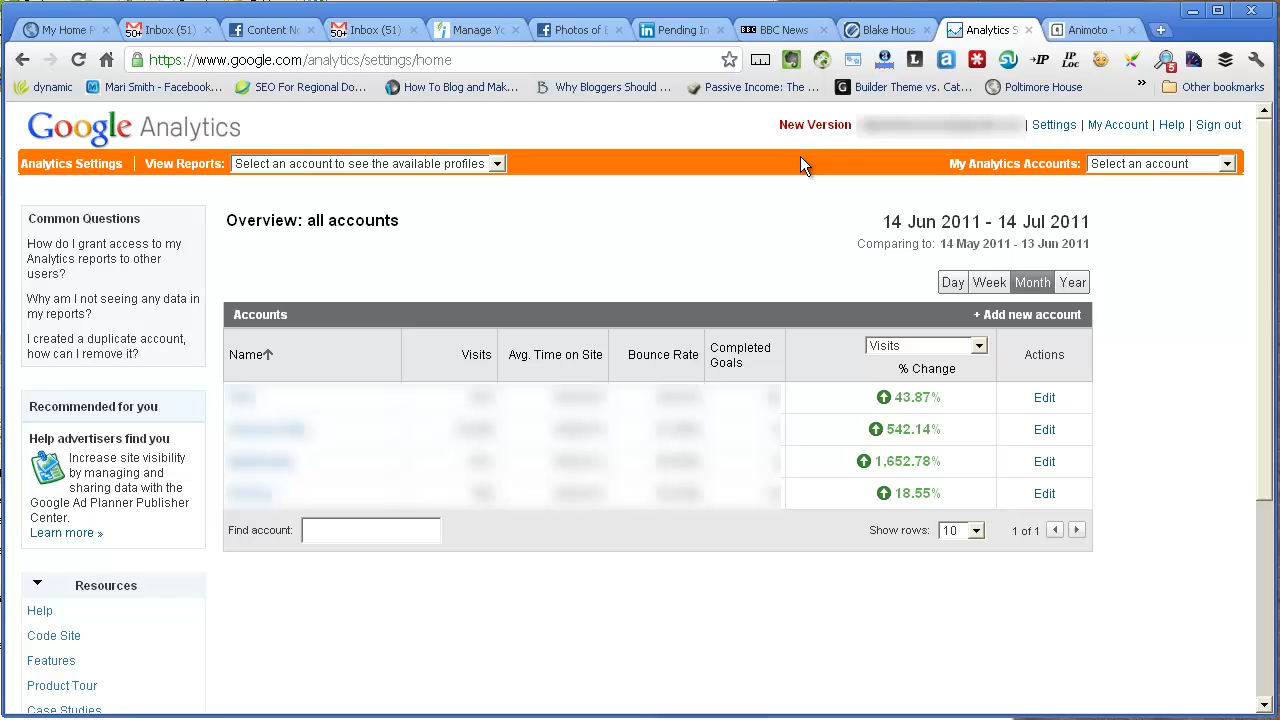 My Home P
Inbox (51)
Content N
Inbox (51)
Manage Yo
Photos of E
Pending In
BBC News
Blake Hous
Analytics S
Animoto -
https://www.google.com/analytics/settings/home
dynamic
Mari Smith - Facebook...
SEO For Regional Do...
How To Blog and Mak...
Why Bloggers Should ...
Passive Income: The ...
Builder Theme vs. Cat...
Poltimore House
»
Other bookmarks
Google Analytics
New Version
| Settings | My Account | Help | Sign out
Analytics Settings | View Reports: Select an account to see the available profiles
My Analytics Accounts: Select an account
Common Questions
How do I grant access to my
Analytics reports to other
users?
Why am I not seeing any data in
my reports?
I created a duplicate account,
how can I remove it?
Recommended for you
Help advertisers find you
Increase site visibility
by managing and
sharing data with the
Google Ad Planner Publisher
Center.
Learn more »
Resources
Help
Code Site
Features
Product Tour
Case Studies
Overview: all accounts
14 Jun 2011 - 14 Jul 2011
Comparing to: 14 May 2011 - 13 Jun 2011
Day Week Month Year
Accounts
+ Add new account
Name
Visits
Avg. Time on Site
Bounce Rate
Completed
Goals
Visits
% Change
Actions
43.87% Edit
542.14% Edit
1,652.78% Edit
18.55% Edit
Find account:
Show rows: 10
1 of 1